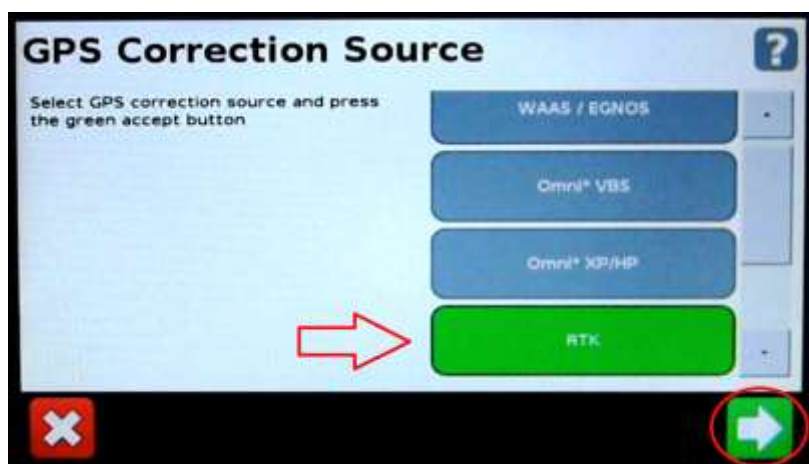 GPS Correction Source
?
Select GPS correction source and press
the green accept button
WAAS / EGNOS
Omni* VBS
Omni* XP/HP
RTK